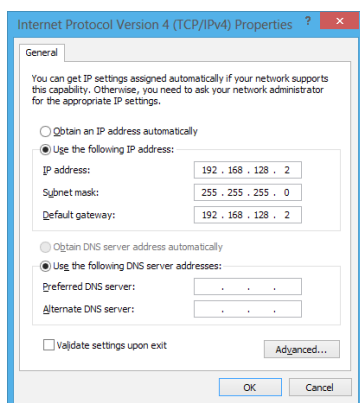 Internet Protocol Version 4 (TCP/IPv4) Properties ? ×
General
You can get IP settings assigned automatically if your network supports
this capability. Otherwise, you need to ask your network administrator
for the appropriate IP settings.
Obtain an IP address automatically
Use the following IP address:
IP address: 192 . 168 . 128 . 2
Subnet mask: 255 . 255 . 255 . 0
Default gateway: 192 . 168 . 128 . 2
Obtain DNS server address automatically
Use the following DNS server addresses:
Preferred DNS server: . . .
Alternate DNS server: . . .
Validate settings upon exit
Advanced...
OK Cancel